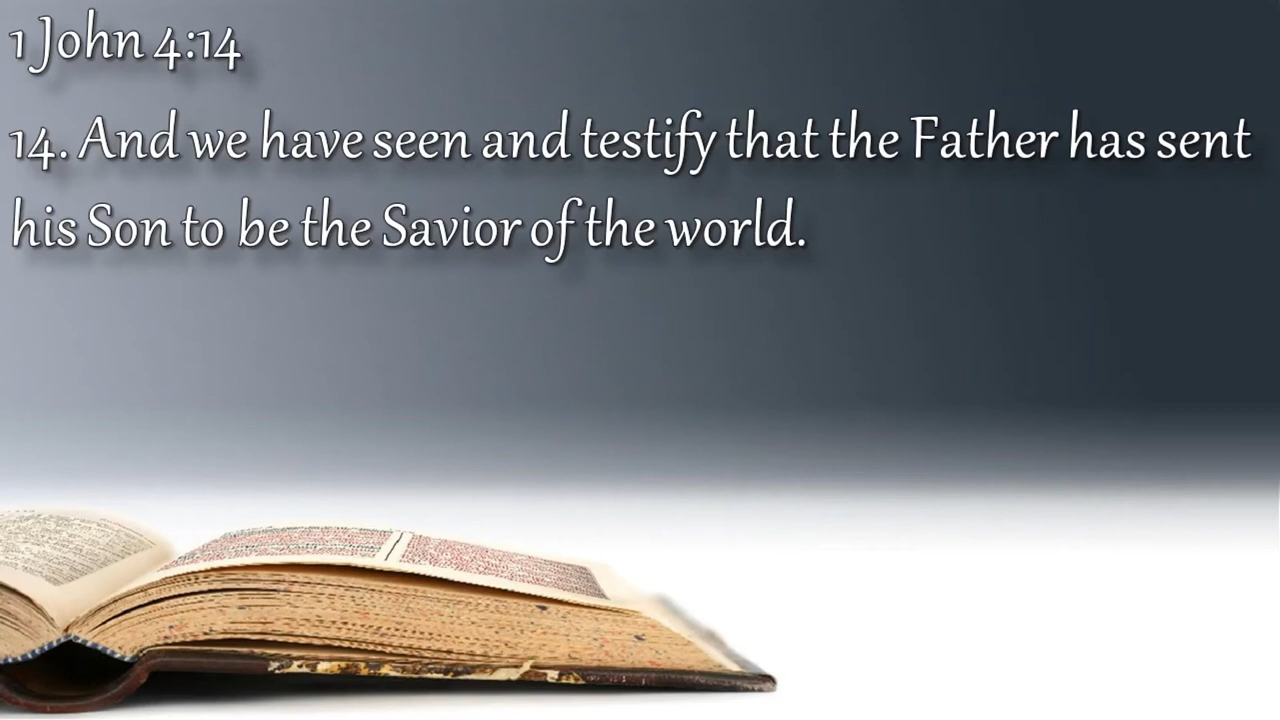 1 John 4:14
14. And we have seen and testify that the Father has sent
his Son to be the Savior of the world.